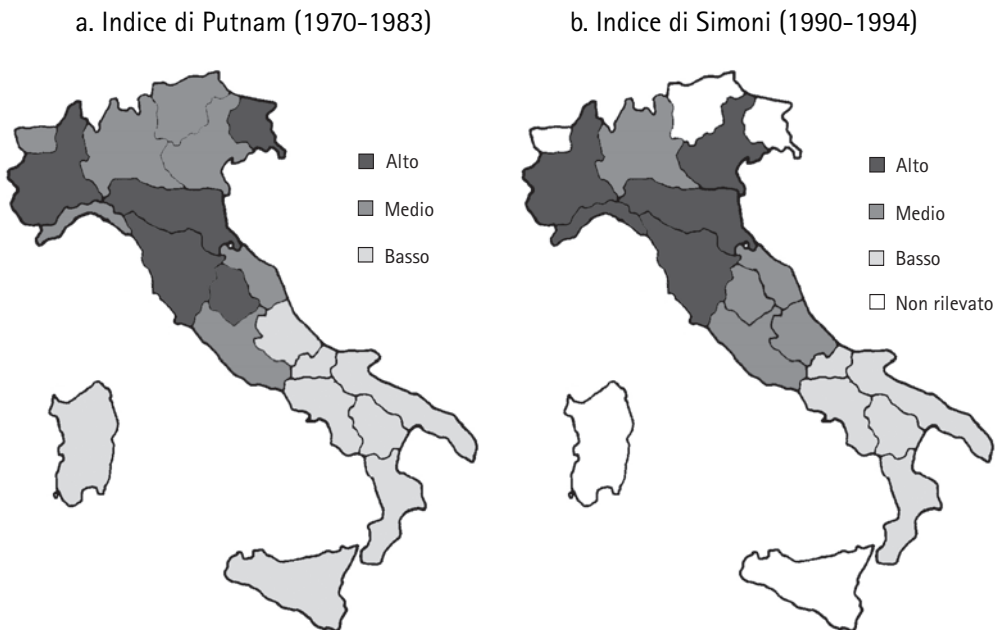 a. Indice di Putnam (1970-1983)
Alto
Medio
Basso
b. Indice di Simoni (1990-1994)
Alto
Medio
Basso
Non rilevato